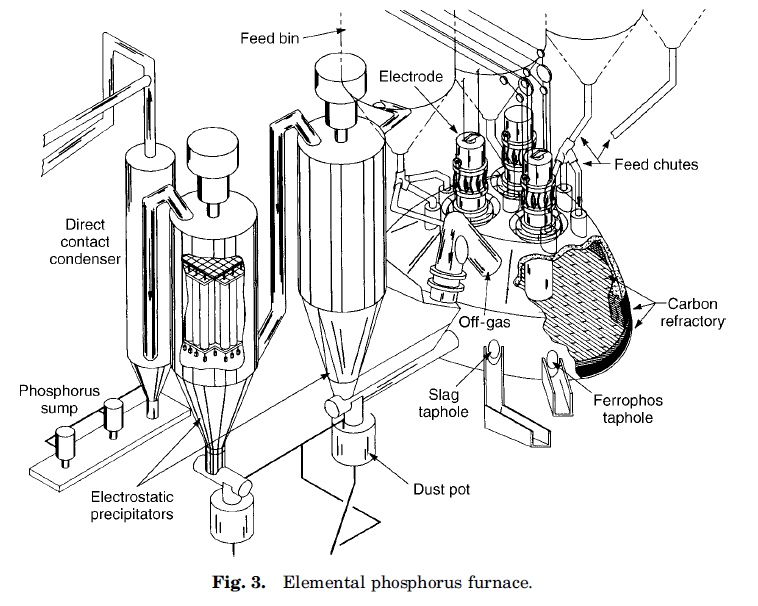 Feed bin
Electrode
Feed chutes
Direct
contact
condenser
Off-gas
Carbon
refractory
Phosphorus
sump
Slag
taphole
Ferrophos
taphole
Electrostatic
precipitators
Dust pot
Fig. 3. Elemental phosphorus furnace.